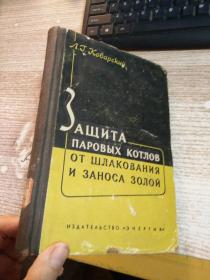 Л.Г. Коварский
ЗАЩИТА
ПАРОВЫХ КОТЛОВ
ОТ ШЛАКОВАНИЯ
И ЗАНОСА ЗОЛОЙ
ИЗДАТЕЛЬСТВО «ЭНЕРГИЯ»